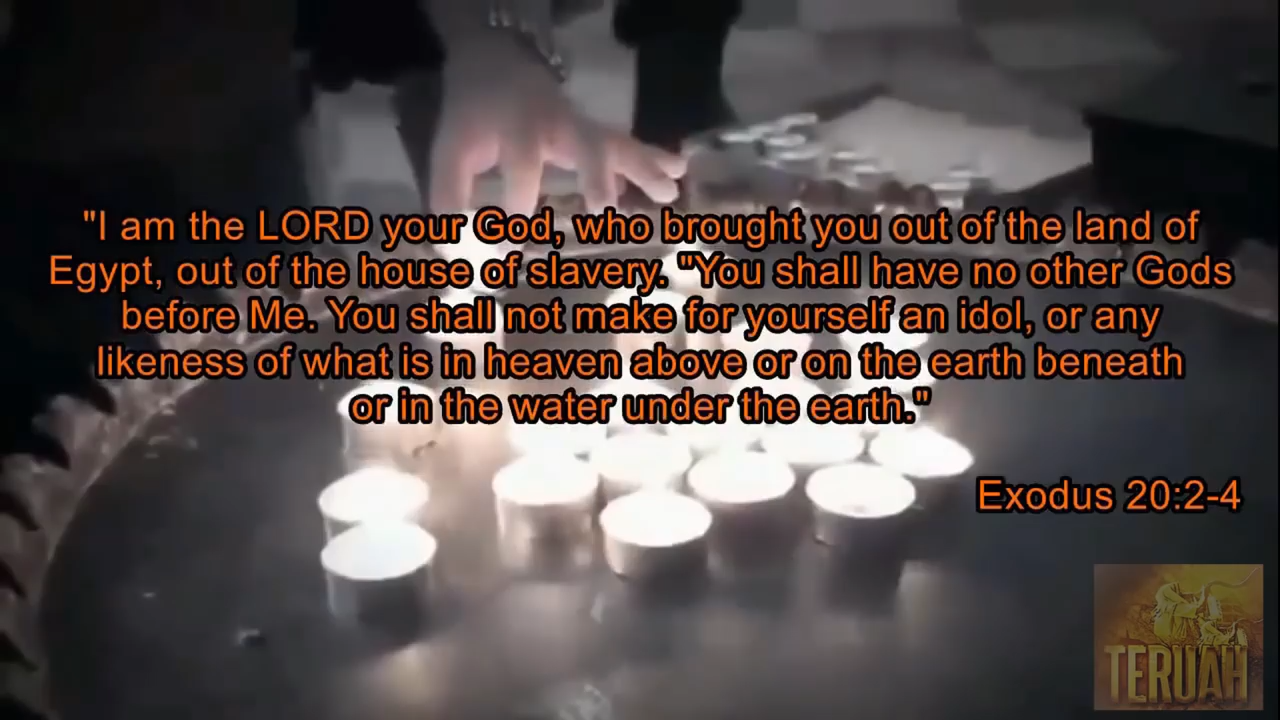 "I am the LORD your God, who brought you out of the land of
Egypt, out of the house of slavery. "You shall have no other Gods
before Me. You shall not make for yourself an idol, or any
likeness of what is in heaven above or on the earth beneath
or in the water under the earth."
Exodus 20:2-4
TERUAH